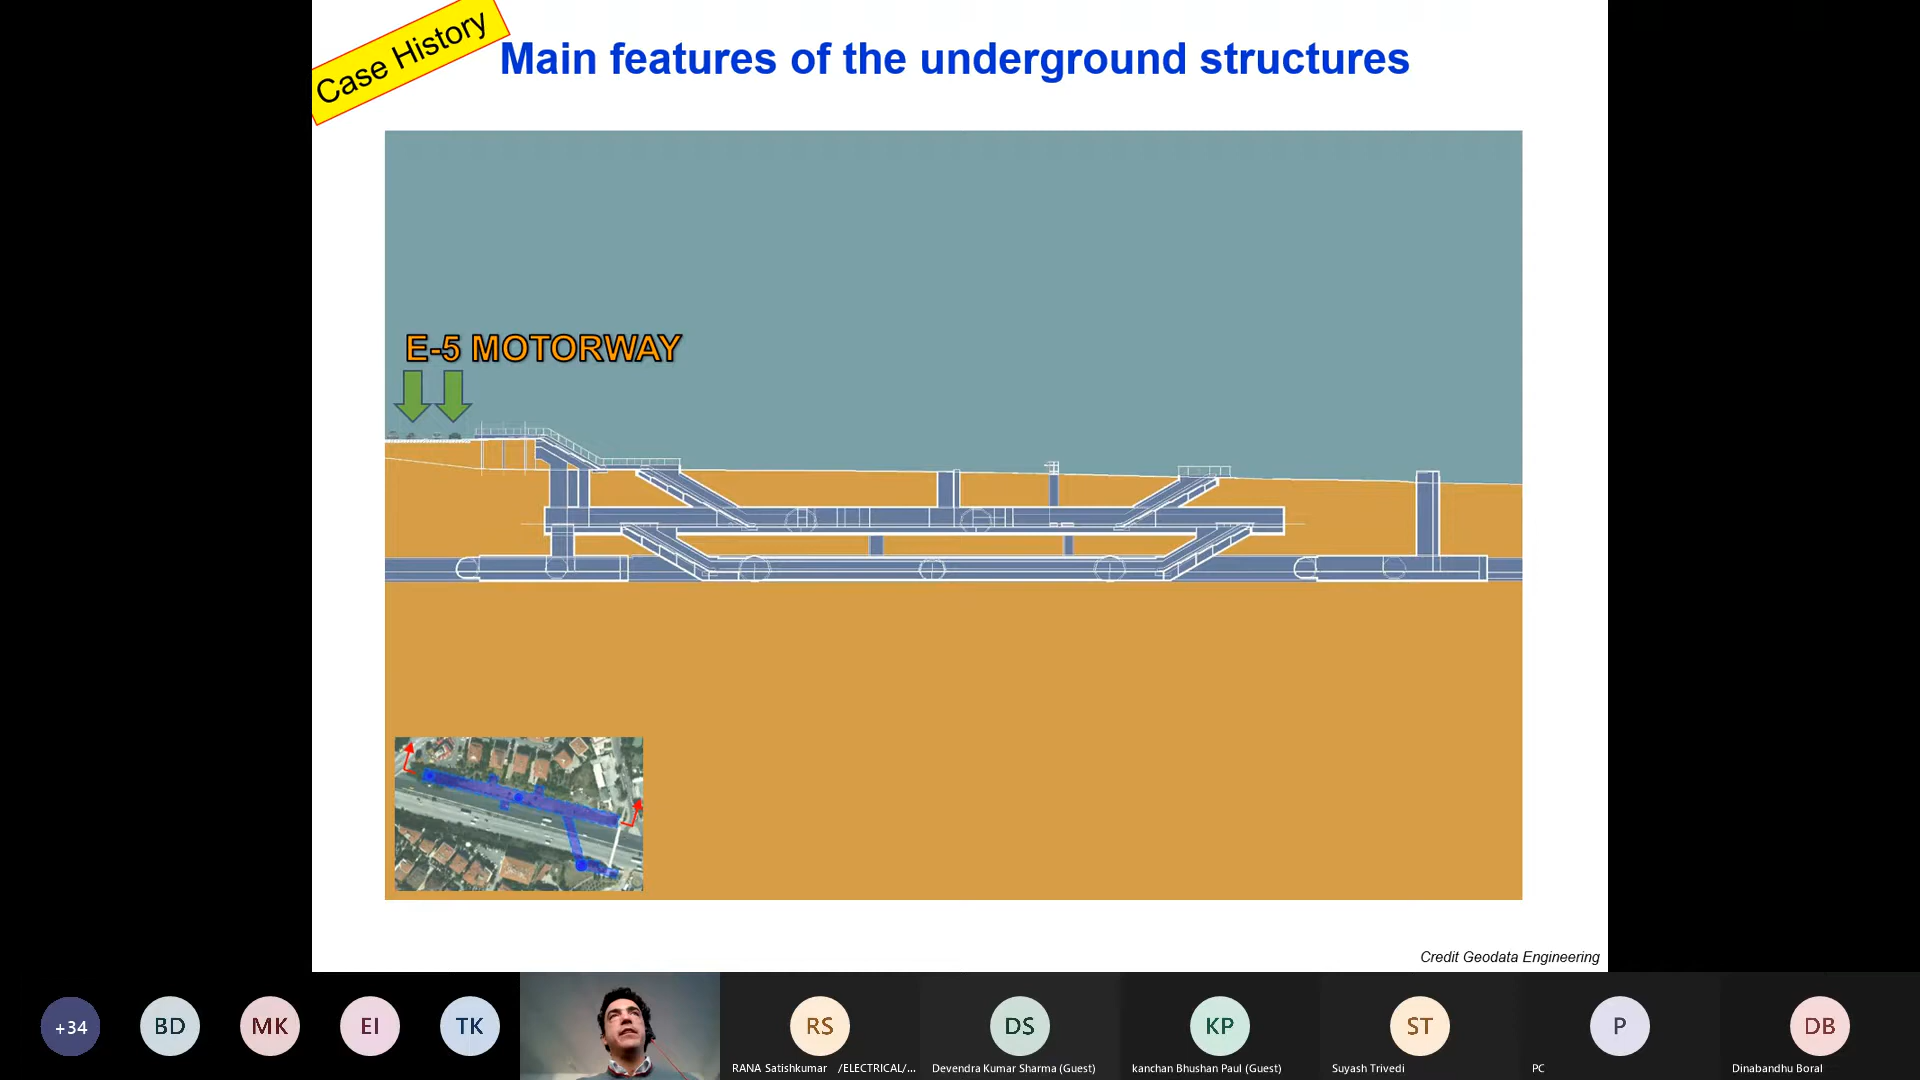 Case History
Main features of the underground structures
E-5 MOTORWAY
Credit Geodata Engineering
+34
BD
MK
EI
TK
RS
DS
KP
ST
P
DB
RANA Satishkumar /ELECTRICAL/...
Devendra Kumar Sharma (Guest)
kanchan Bhushan Paul (Guest)
Suyash Trivedi
PC
Dinabandhu Boral